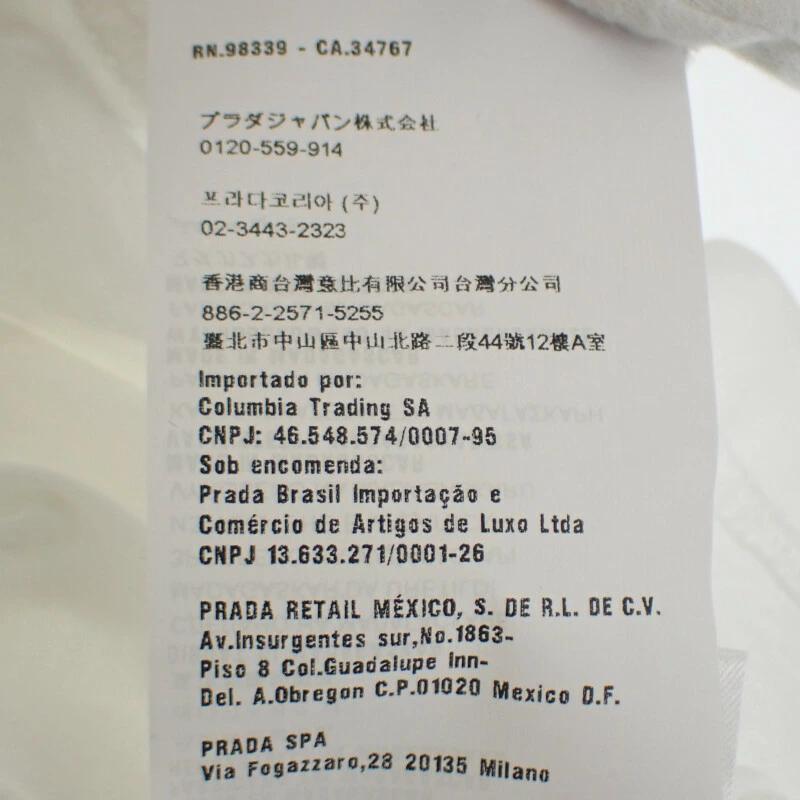 RN.98339 - CA.34767
プラダジャパン株式会社
0120-559-914
프라다코리아 (주)
02-3443-2323
香港商台灣意比有限公司台灣分公司
886-2-2571-5255
臺北市中山區中山北路二段44號12樓A室
Importado por:
Columbia Trading SA
CNPJ: 46.548.574/0007-95
Sob encomenda:
Prada Brasil Importação e
Comércio de Artigos de Luxo Ltda
CNPJ 13.633.271/0001-26
PRADA RETAIL MÉXICO, S. DE R.L. DE C.V.
Av.Insurgentes sur,No.1863-
Piso 8 Col.Guadalupe Inn-
Del. A.Obregon C.P.01020 Mexico D.F.
PRADA SPA
Via Fogazzaro,28 20135 Milano